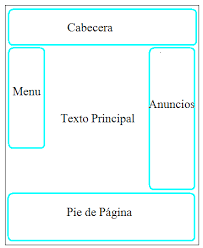 Cabecera
Menu
Texto Principal
Anuncios
Pie de Página